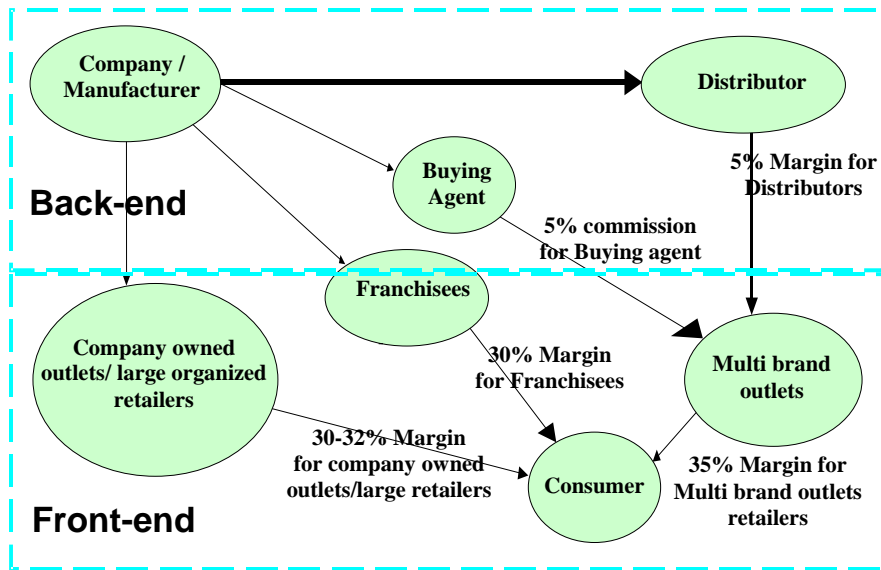 Company /
Manufacturer
Distributor
Buying
Agent
5% Margin for
Distributors
Back-end
5% commission
for Buying agent
Franchisees
Company owned
outlets/ large organized
retailers
30% Margin
for Franchisees
Multi brand
outlets
30-32% Margin
for company owned
outlets/large retailers
Consumer
35% Margin for
Multi brand outlets
retailers
Front-end